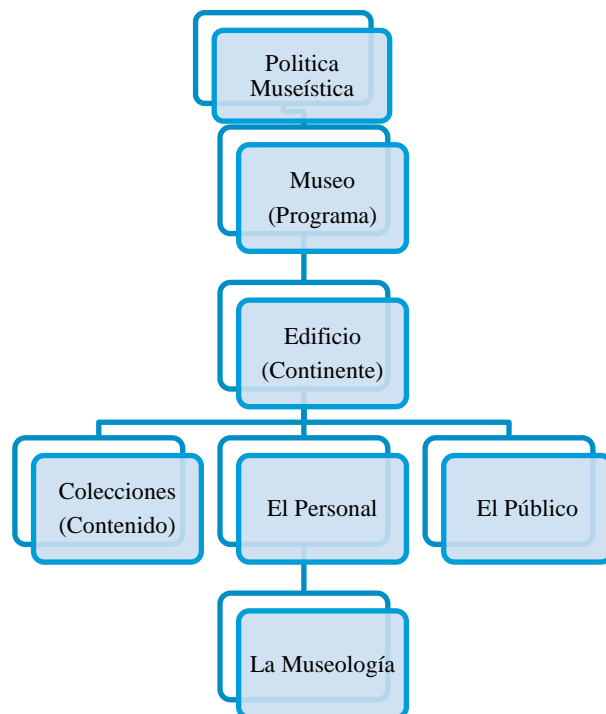 Politica
Museística
Museo
(Programa)
Edificio
(Continente)
Colecciones
(Contenido)
El Personal
El Público
La Museología